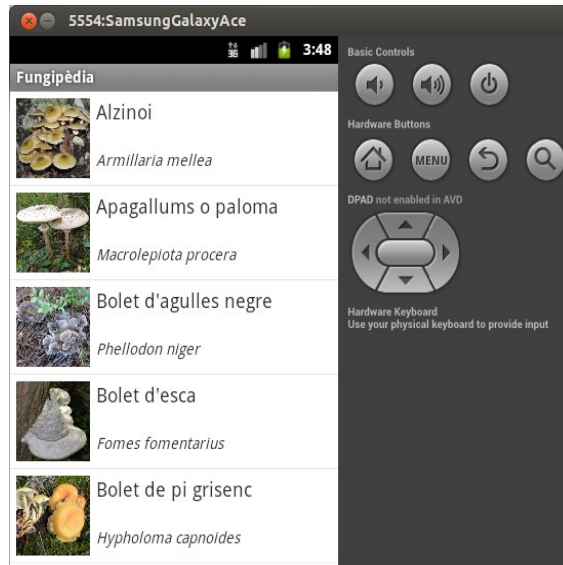 5554:SamsungGalaxyAce
3G
3:48
Fungipèdia
Alzinoi
Armillaria mellea
Apagallums o paloma
Macrolepiota procera
Bolet d'agulles negre
Phellodon niger
Bolet d'esca
Fomes fomentarius
Bolet de pi grisenc
Hypholoma capnoides
Basic Controls
Hardware Buttons
MENU
DPAD not enabled in AVD
Hardware Keyboard
Use your physical keyboard to provide input